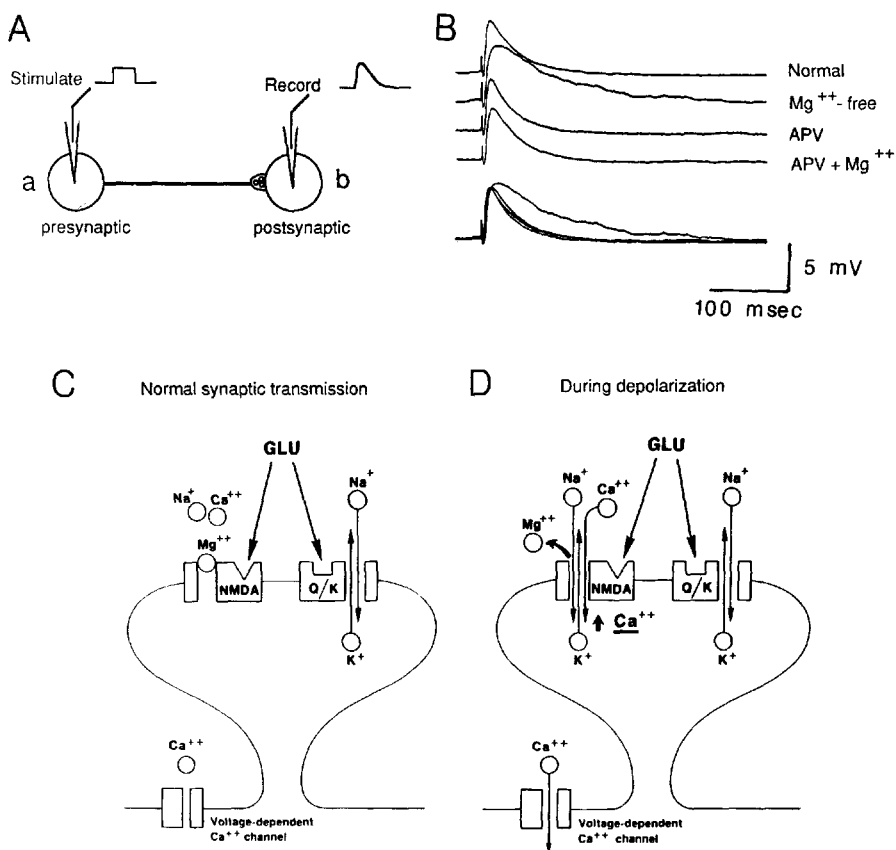 A
Stimulate
Record
a
b
presynaptic
postsynaptic
B
Normal
Mg ++ - free
APV
APV + Mg ++
5 mV
100 msec
C
Normal synaptic transmission
GLU
Na+
Na+ Ca++
Mg++
NMDA
Q/K
K+
Ca++
Voltage-dependent
Ca++ channel
D
During depolarization
GLU
Na+
Ca++
Na+
Mg++
NMDA
Q/K
Ca++
K+
K+
Ca++
Voltage-dependent
Ca++ channel